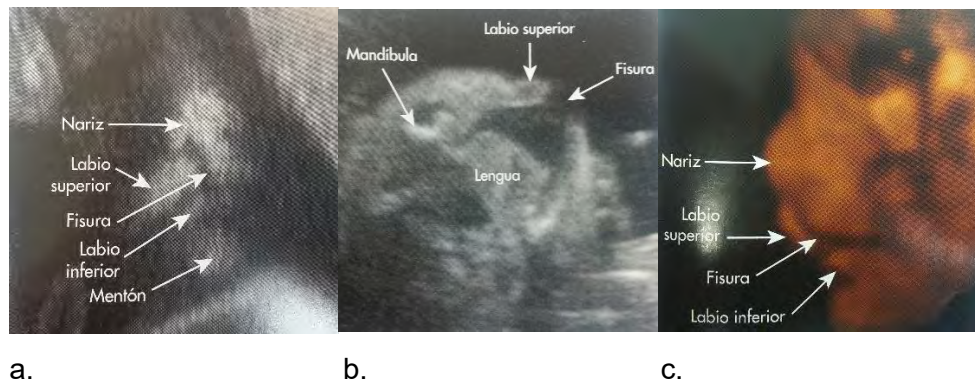 Nariz
Labio
superior
Fisura
Labio
inferior
Mentón
Labio superior
Mandíbula
Fisura
Lengua
Nariz
Labio
superior
Fisura
Labio inferior
a.
b.
c.